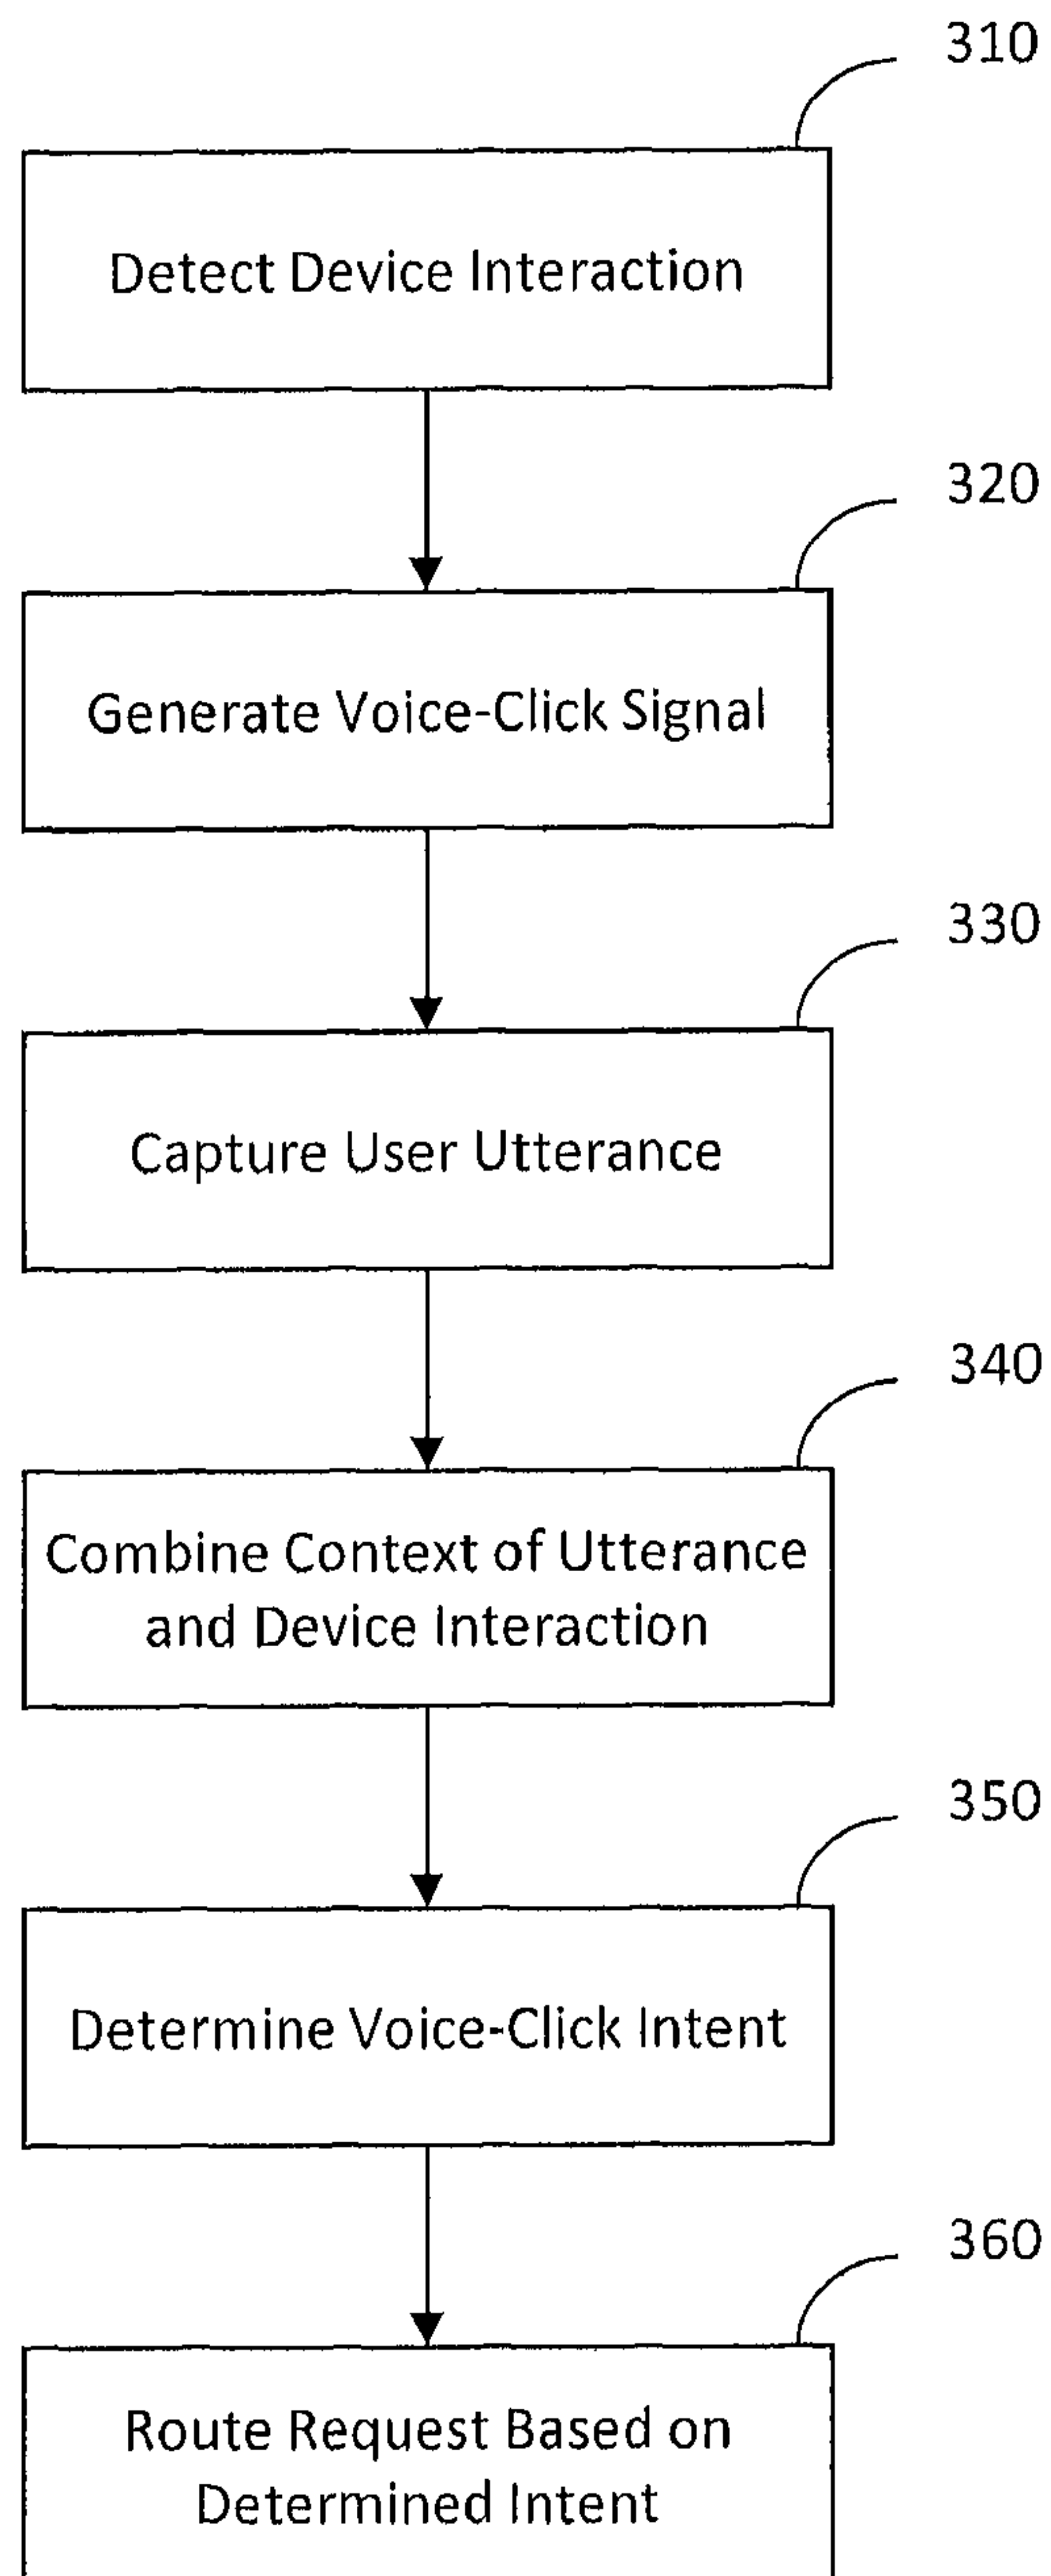 310
Detect Device Interaction
320
Generate Voice-Click Signal
330
Capture User Utterance
340
Combine Context of Utterance
and Device Interaction
350
Determine Voice-Click Intent
360
Route Request Based on
Determined Intent